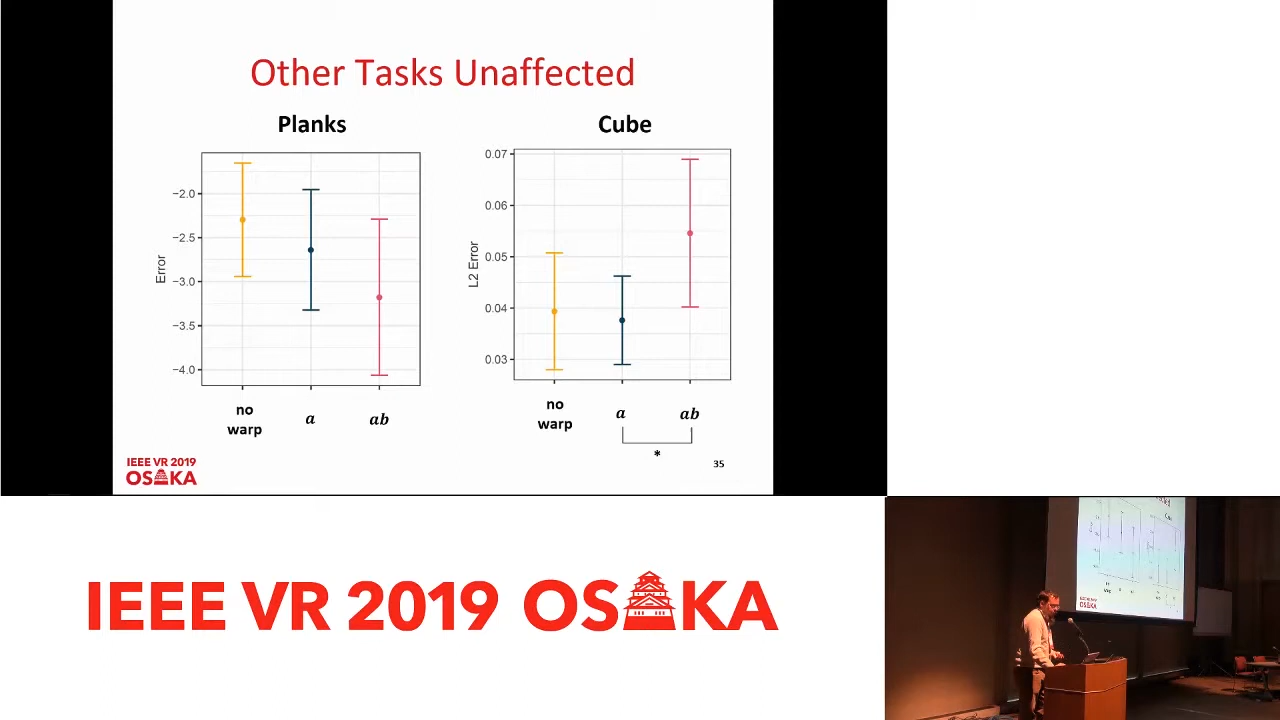 Other Tasks Unaffected
Planks
Cube
Error
−2.0
−2.5
−3.0
−3.5
−4.0
no
warp
a
ab
L2 Error
0.07
0.06
0.05
0.04
0.03
no
warp
a
ab
*
IEEE VR 2019
OSAKA
35
IEEE VR 2019 OSAKA